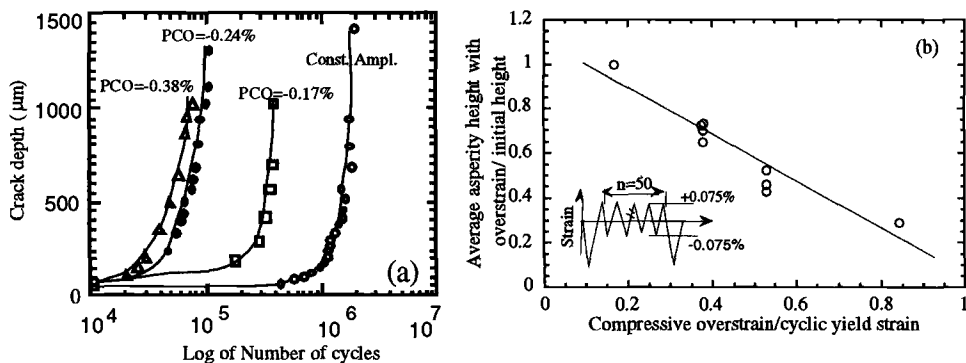 1500
1000
500
0
Crack depth (µm)
PCO=-0.24%
PCO=-0.38%
PCO=-0.17%
Const. Ampl.
(a)
10^4
10^5
10^6
10^7
Log of Number of cycles
Average asperity height with
overstrain/ initial height
1.2
1
0.8
0.6
0.4
0.2
0
(b)
n=50
+0.075%
-0.075%
Strain
0
0.2
0.4
0.6
0.8
1
Compressive overstrain/cyclic yield strain